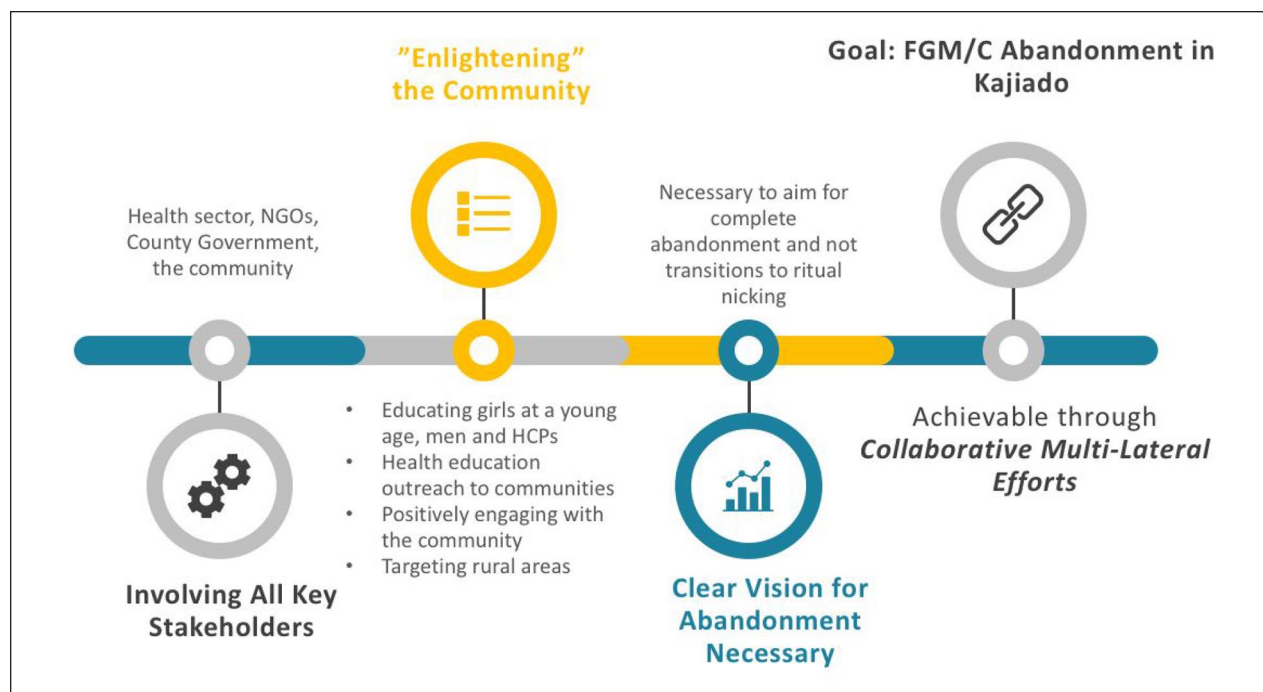 Health sector, NGOs,
County Government,
the community
Involving All Key
Stakeholders
”Enlightening”
the Community
• Educating girls at a young
age, men and HCPs
• Health education
outreach to communities
• Positively engaging with
the community
• Targeting rural areas
Necessary to aim for
complete
abandonment and not
transitions to ritual
nicking
Clear Vision for
Abandonment
Necessary
Goal: FGM/C Abandonment in
Kajiado
Achievable through
Collaborative Multi-Lateral
Efforts